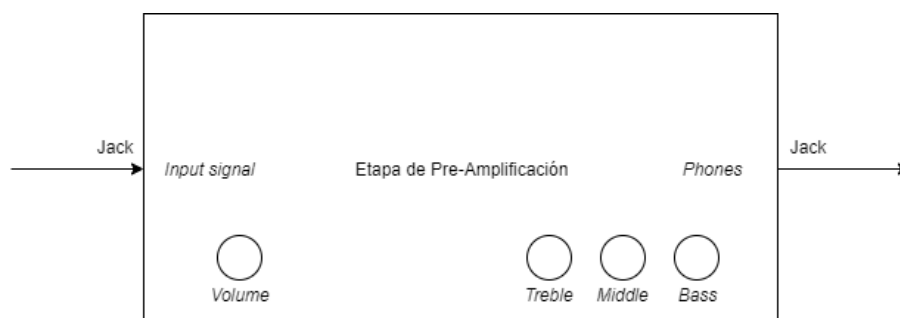 Jack
Jack
Input signal
Etapa de Pre-Amplificación
Phones
Volume
Treble
Middle
Bass